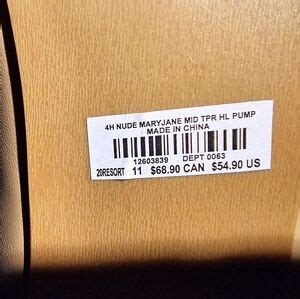 4H NUDE MARYJANE MID TPR HL PUMP
MADE IN CHINA
12603839 DEPT 0063
20RESORT 11 $68.90 CAN $54.90 US